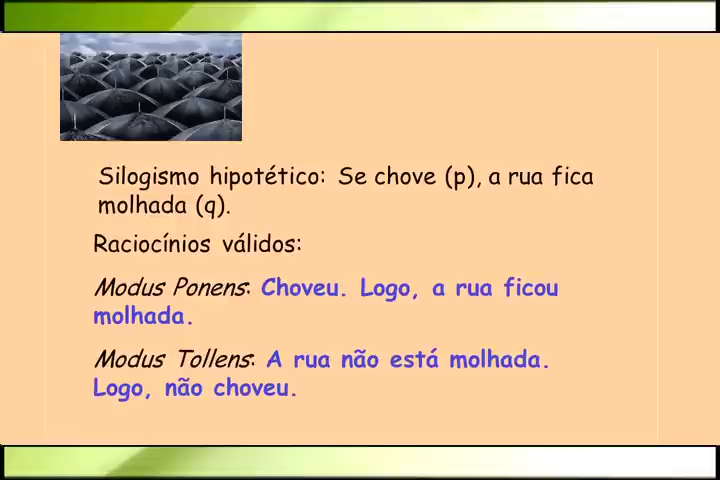 Silogismo hipotético: Se chove (p), a rua fica
molhada (q).
Raciocínios válidos:
Modus Ponens: Choveu. Logo, a rua ficou
molhada.
Modus Tollens: A rua não está molhada.
Logo, não choveu.